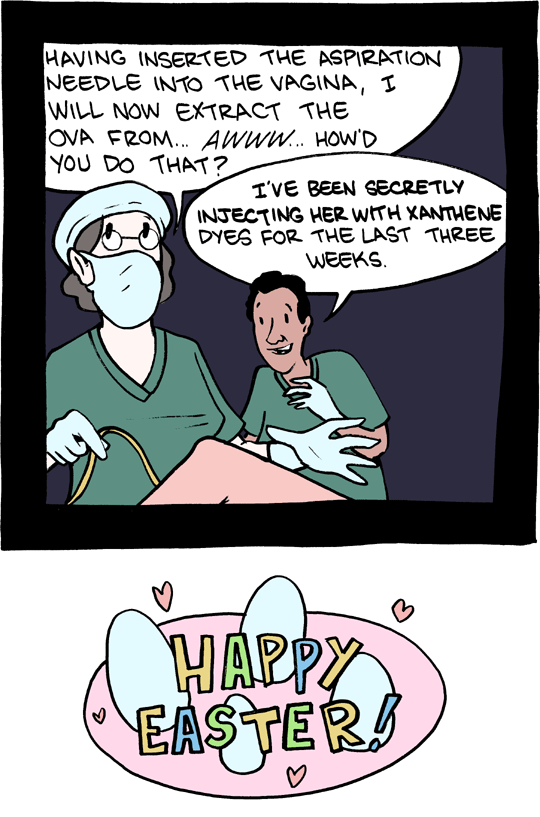 HAVING INSERTED THE ASPIRATION
NEEDLE INTO THE VAGINA, I
WILL NOW EXTRACT THE
OVA FROM... AWWW... HOW'D
YOU DO THAT?
I'VE BEEN SECRETLY
INJECTING HER WITH XANTHENE
DYES FOR THE LAST THREE
WEEKS.
HAPPY
EASTER!